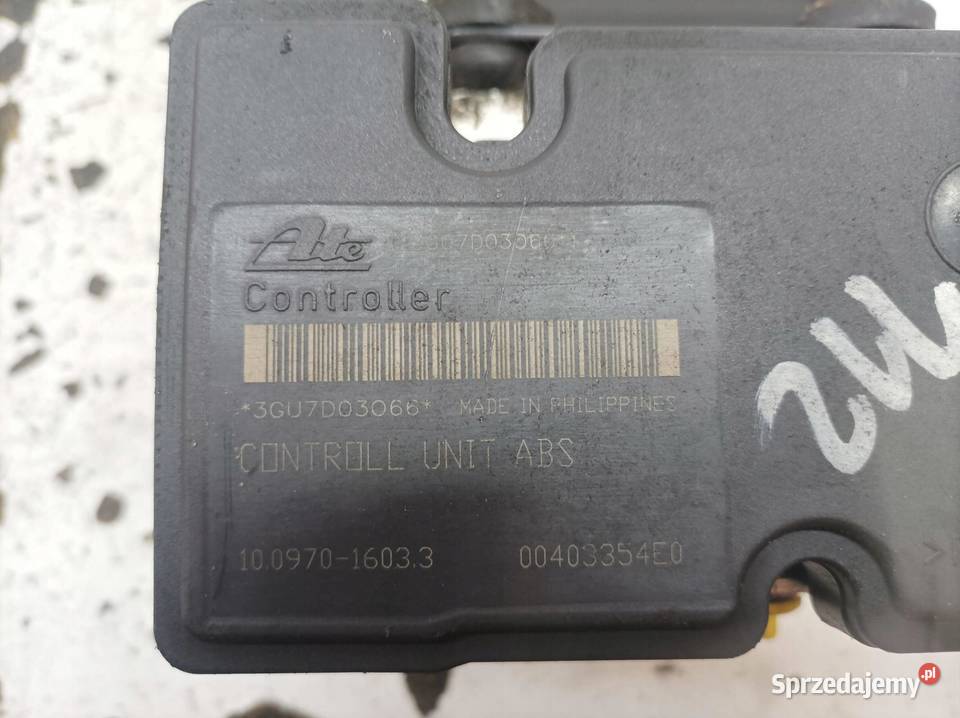 Ate
Controller
*3GU7D03066* MADE IN PHILIPPINES
CONTROLL UNIT ABS
10.0970-1603.3 00403354E0
Sprzedajemy.pl